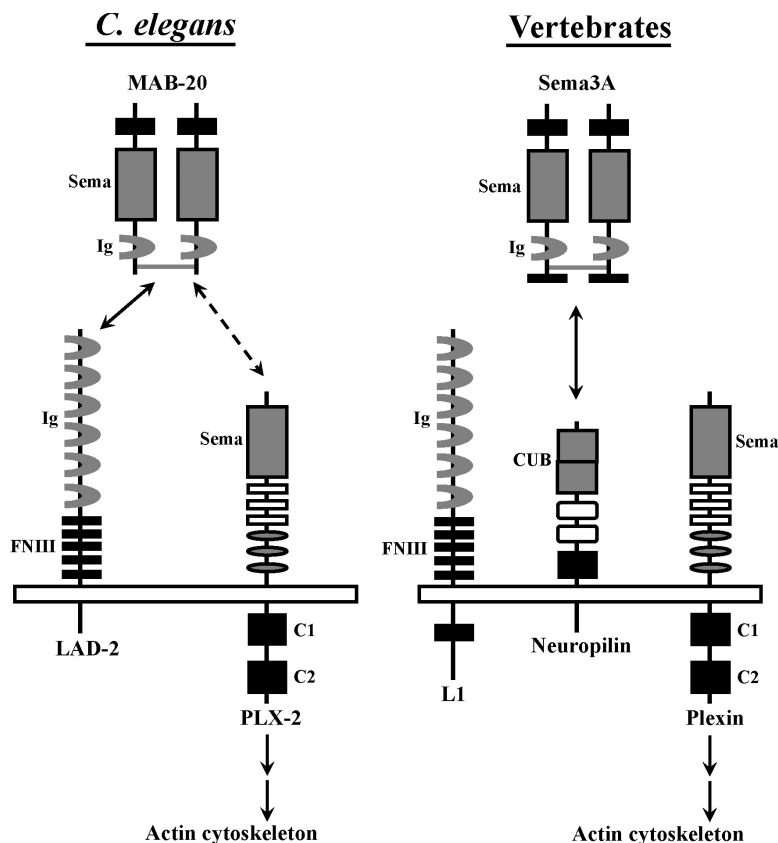 C. elegans
MAB-20
Sema
Ig
Ig
Sema
FNIII
LAD-2
C1
C2
PLX-2
Actin cytoskeleton
Vertebrates
Sema3A
Sema
Ig
Ig
CUB
Sema
FNIII
L1
Neuropilin
C1
C2
Plexin
Actin cytoskeleton